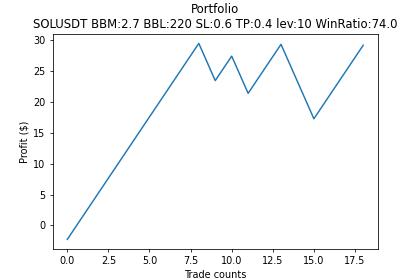 Portfolio
SOLUSDT BBM:2.7 BBL:220 SL:0.6 TP:0.4 lev:10 WinRatio:74.0
30
25
20
15
10
5
0
Profit ($)
0.0 2.5 5.0 7.5 10.0 12.5 15.0 17.5
Trade counts